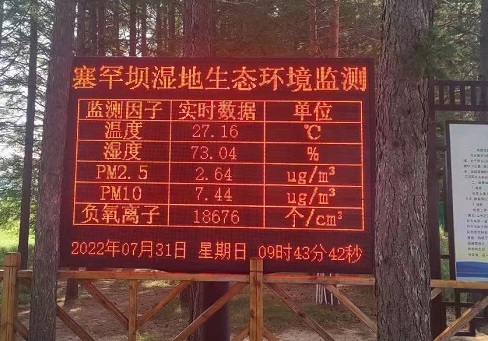 塞罕坝湿地生态环境监测
监测因子 实时数据 单位
温度 27.16 ℃
湿度 73.04 %
PM2.5 2.64 ug/m³
PM10 7.44 ug/m³
负氧离子 18676 个/cm³
2022年07月31日 星期日 09时43分42秒